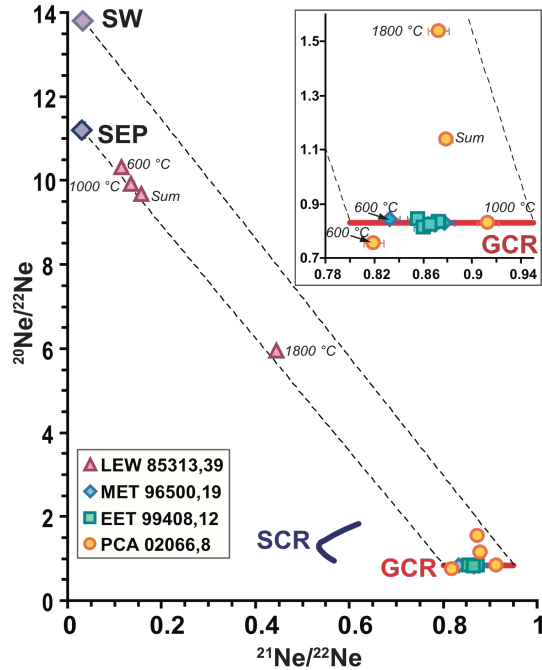 14
12
10
8
6
4
2
0
0
0.2
0.4
0.6
0.8
1
²⁰Ne/²²Ne
²¹Ne/²²Ne
SW
SEP
600 °C
1000 °C
Sum
1800 °C
SCR
GCR
LEW 85313,39
MET 96500,19
EET 99408,12
PCA 02066,8
1.5
1.3
1.1
0.9
0.7
0.78
0.82
0.86
0.9
0.94
1800 °C
Sum
600 °C
1000 °C
600 °C
GCR